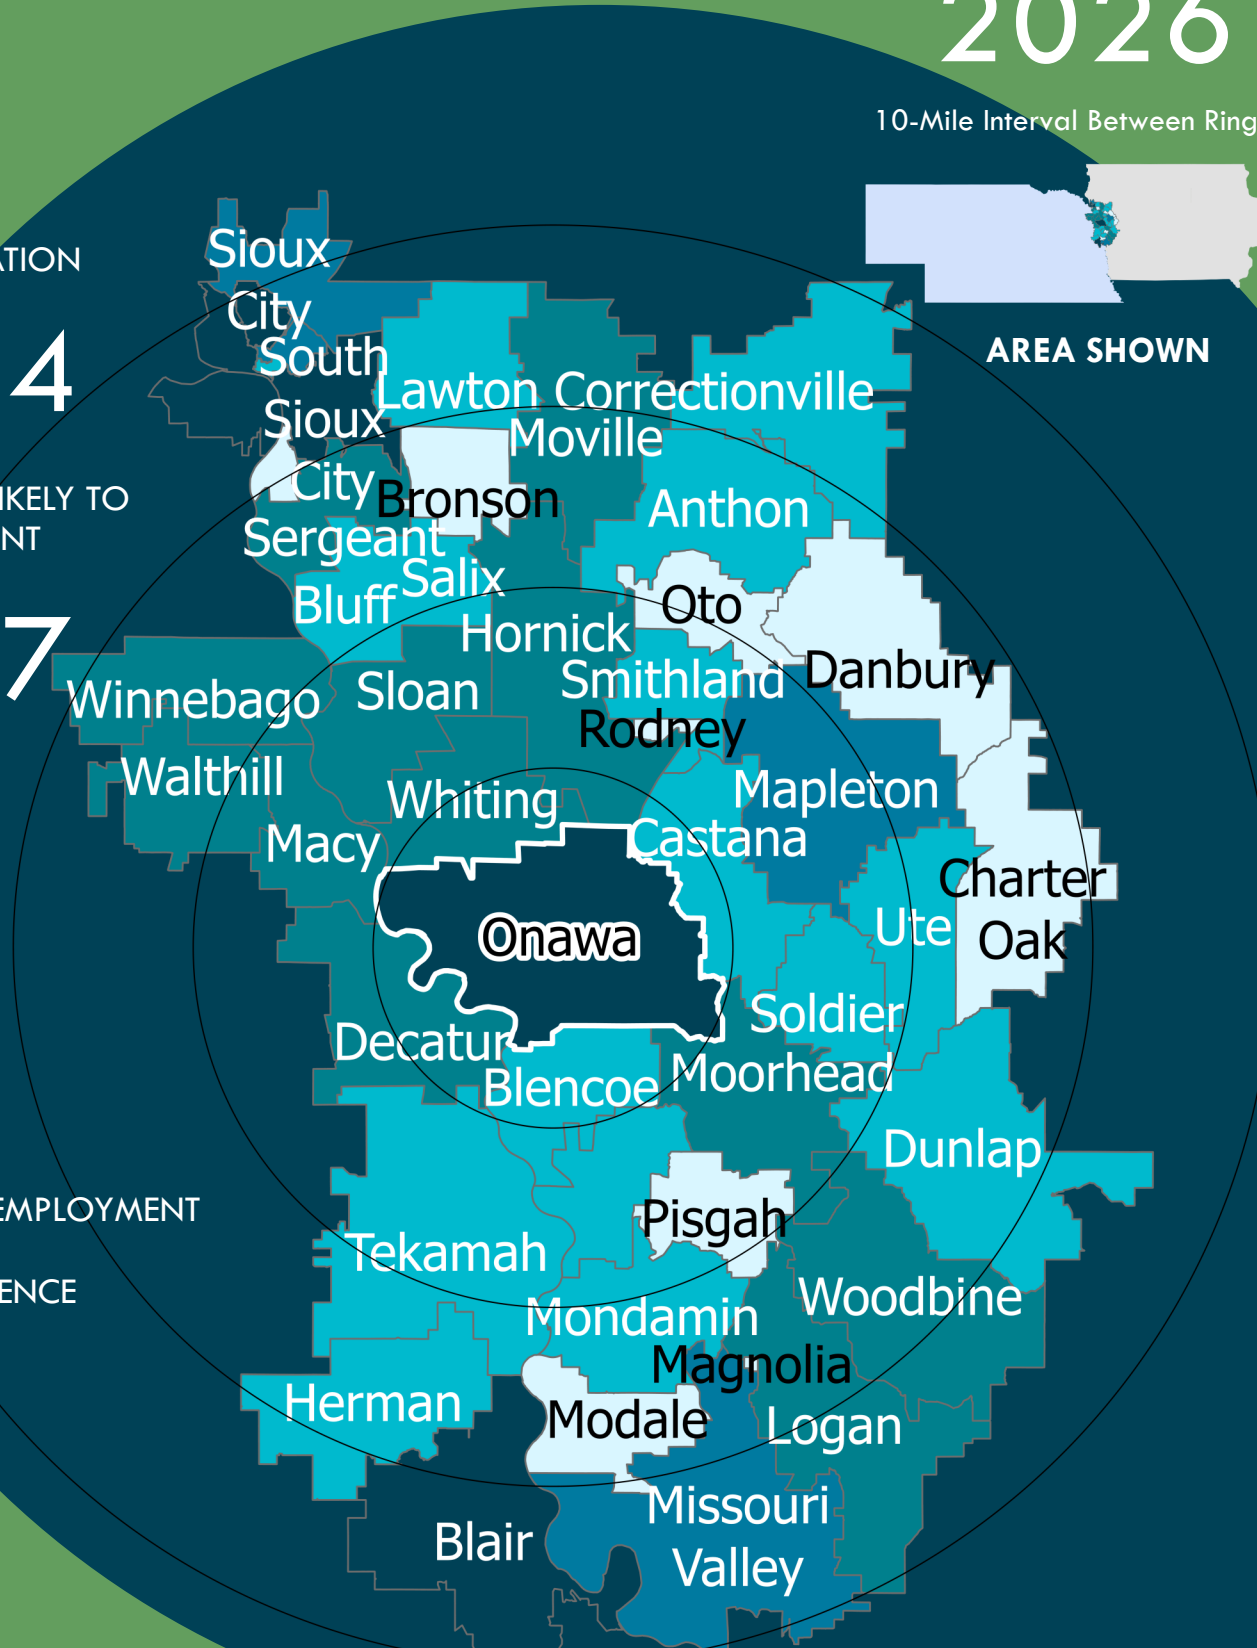 2026
10-Mile Interval Between Ring
AREA SHOWN
ATION
4
IKELY TO
NT
7
EMPLOYMENT
ENCE
Sioux
City
South
Sioux
City
Lawton
Correctionville
Moville
Bronson
Anthon
Sergeant
Bluff
Salix
Oto
Hornick
Smithland
Danbury
Winnebago
Sloan
Rodney
Walthill
Whiting
Mapleton
Macy
Castana
Charter
Oak
Onawa
Ute
Soldier
Decatur
Blencoe
Moorhead
Dunlap
Pisgah
Tekamah
Woodbine
Mondamin
Magnolia
Herman
Modale
Logan
Missouri
Valley
Blair